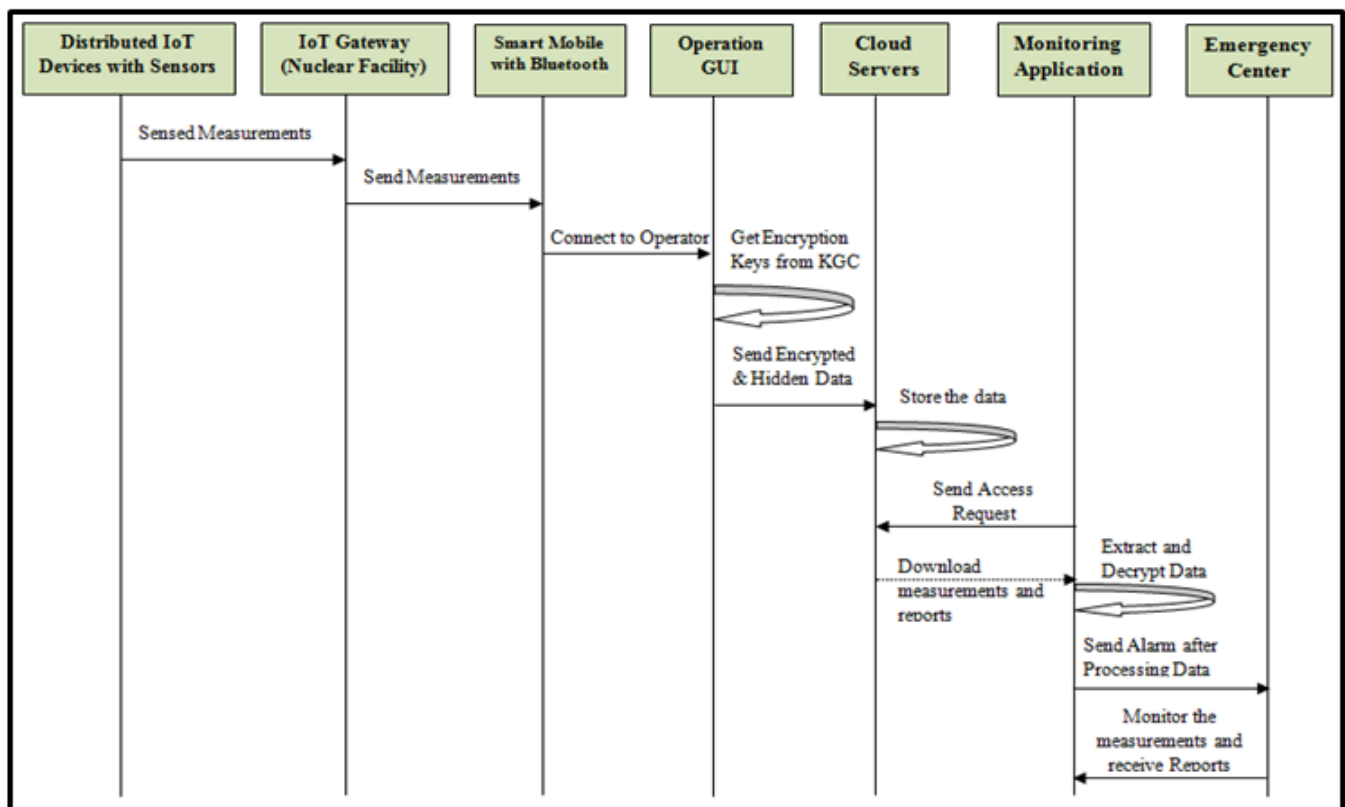 Distributed IoT
Devices with Sensors
IoT Gateway
(Nuclear Facility)
Smart Mobile
with Bluetooth
Operation
GUI
Cloud
Servers
Monitoring
Application
Emergency
Center
Sensed Measurements
Send Measurements
Connect to Operator
Get Encryption
Keys from KGC
Send Encrypted
& Hidden Data
Store the data
Send Access
Request
Download
measurements and
reports
Extract and
Decrypt Data
Send Alarm after
Processing Data
Monitor the
measurements and
receive Reports